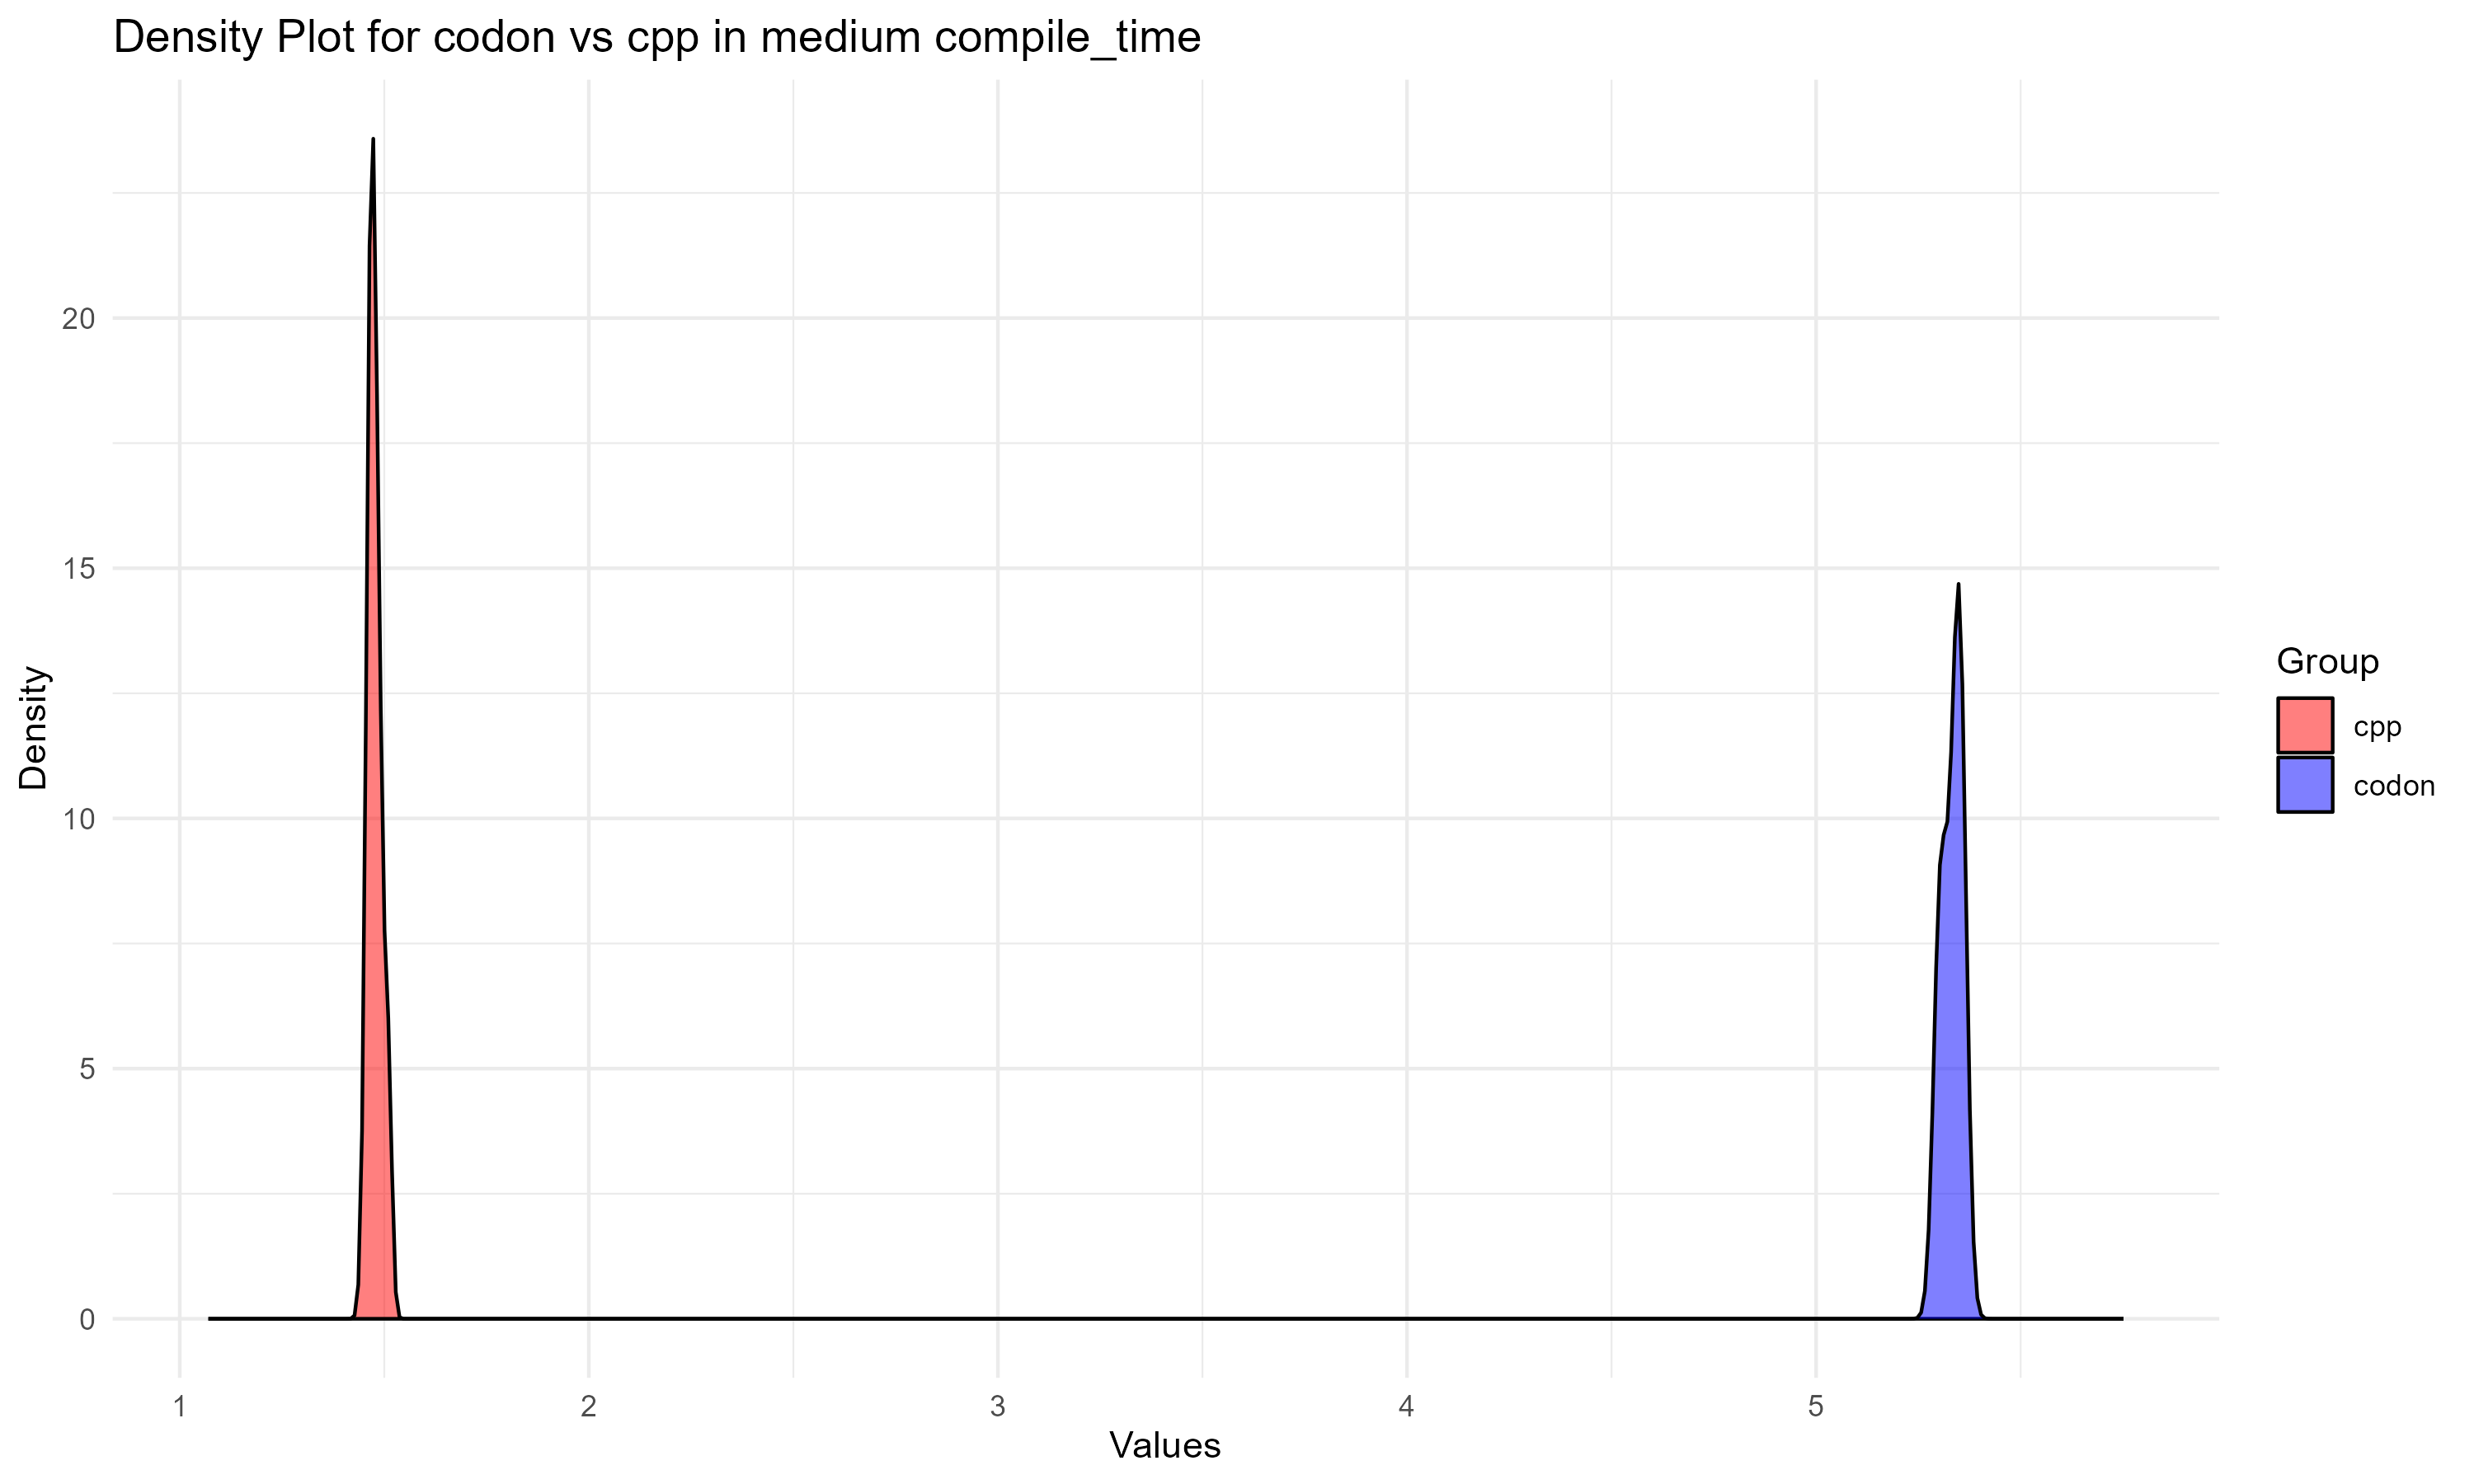 Density Plot for codon vs cpp in medium compile_time
Density
20
15
10
5
0
1 2 3 4 5
Values
Group
cpp
codon